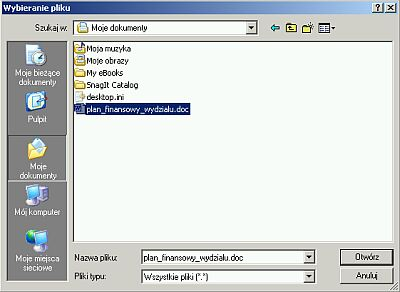 Wybieranie pliku
Szukaj w:
Moje dokumenty
Moje bieżące
dokumenty
Pulpit
Moje
dokumenty
Mój komputer
Moje miejsca
sieciowe
Moja muzyka
Moje obrazy
My eBooks
SnagIt Catalog
desktop.ini
plan_finansowy_wydzialu.doc
Nazwa pliku:
plan_finansowy_wydzialu.doc
Otwórz
Pliki typu:
Wszystkie pliki (*.*)
Anuluj